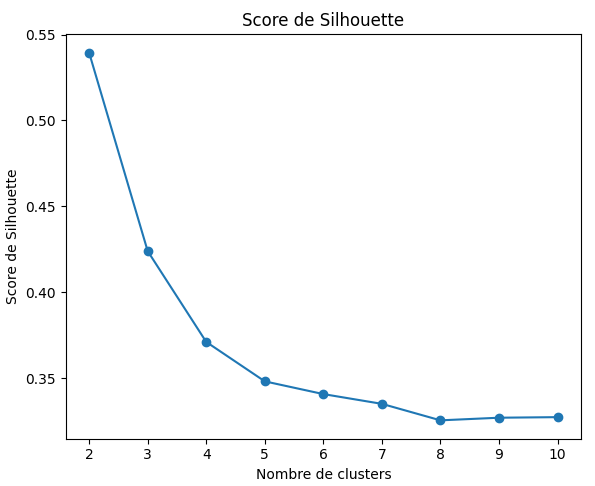 Score de Silhouette
0.55
0.50
0.45
0.40
0.35
Score de Silhouette
2 3 4 5 6 7 8 9 10
Nombre de clusters